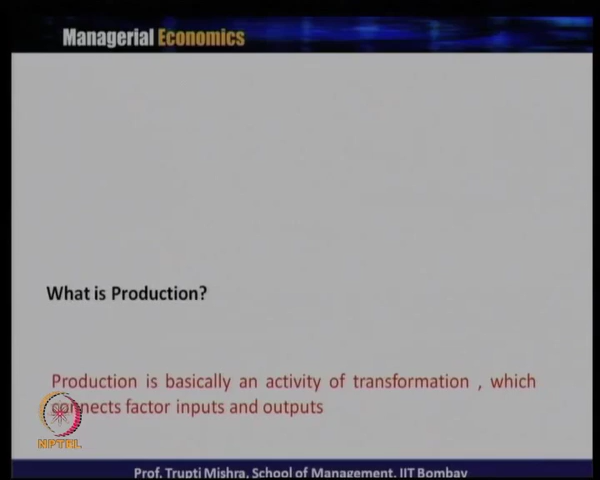 Managerial Economics
What is Production?
Production is basically an activity of transformation , which
connects factor inputs and outputs
NPTEL
Prof. Trupti Mishra, School of Management, IIT Bombay